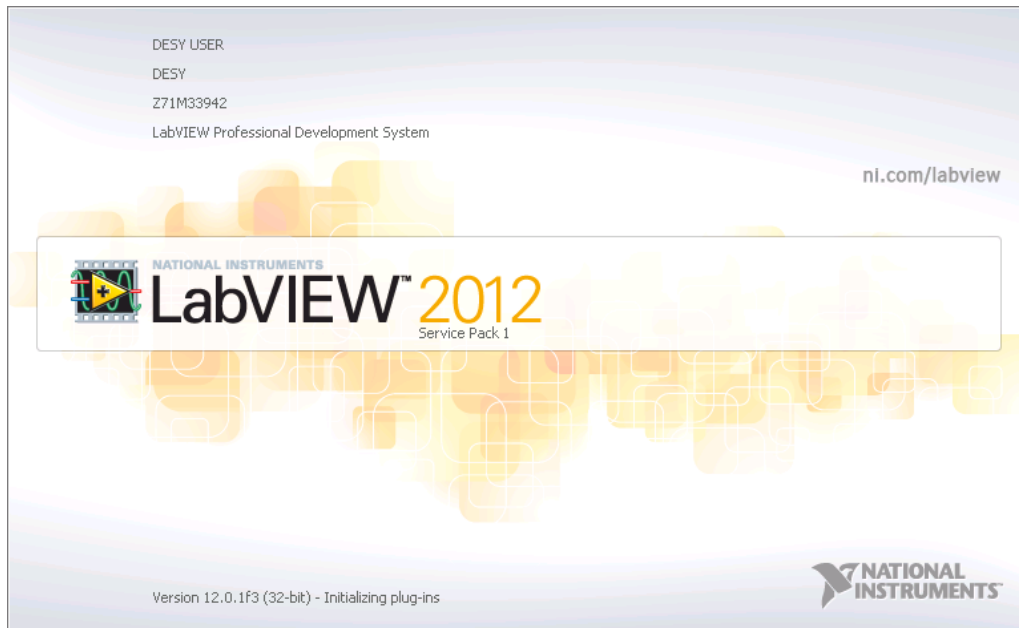 DESY USER
DESY
Z71M33942
LabVIEW Professional Development System
ni.com/labview
NATIONAL INSTRUMENTS
LabVIEW™ 2012
Service Pack 1
Version 12.0.1f3 (32-bit) - Initializing plug-ins
NATIONAL
INSTRUMENTS™